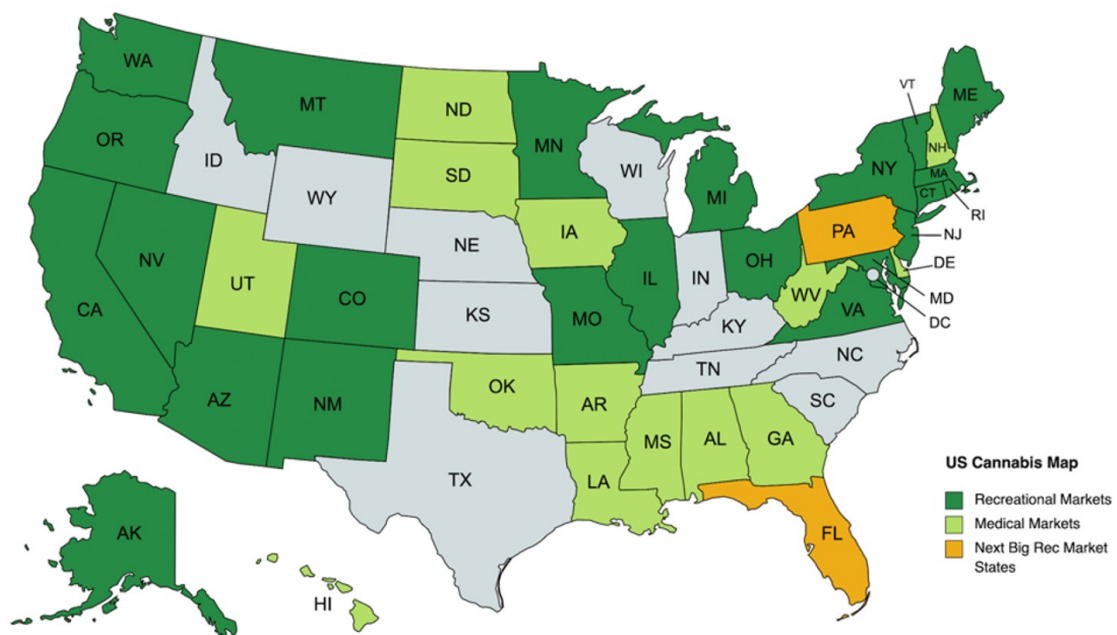 WA
MT
ND
MN
VT
ME
OR
ID
SD
WI
MI
NY
NH
MA
CT
RI
WY
NE
IA
PA
NJ
NV
UT
CO
KS
MO
IL
IN
OH
WV
DE
MD
DC
VA
CA
KY
NC
TN
SC
AZ
NM
OK
AR
MS
AL
GA
TX
LA
FL
AK
HI
US Cannabis Map
Recreational Markets
Medical Markets
Next Big Rec Market
States